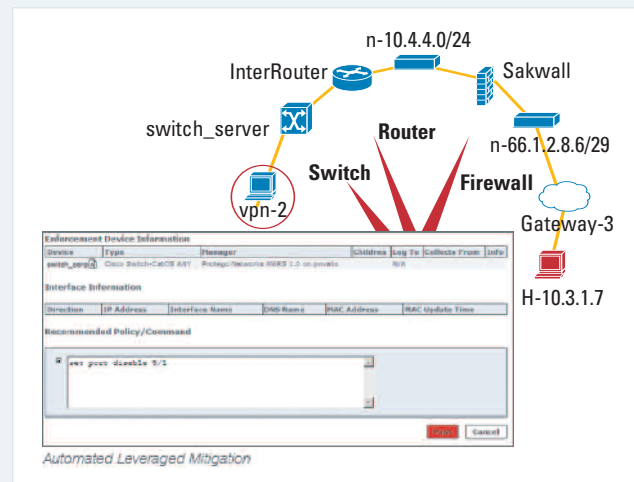 n-10.4.4.0/24
InterRouter
Sakwall
switch_server
Router
n-66.1.2.8.6/29
Switch
Firewall
vpn-2
Gateway-3
H-10.3.1.7
Enforcement Device Information
Device Type Manager Children Log To Collects From Info
Cisco Switch-CatOS ANY Protego Networks MARS 1.0 on N/A
Interface Information
Direction IP Address Interface Name DNS Name MAC Address MAC Update Time
Recommended Policy/Command
set port disable 5/1
Cancel
Automated Leveraged Mitigation